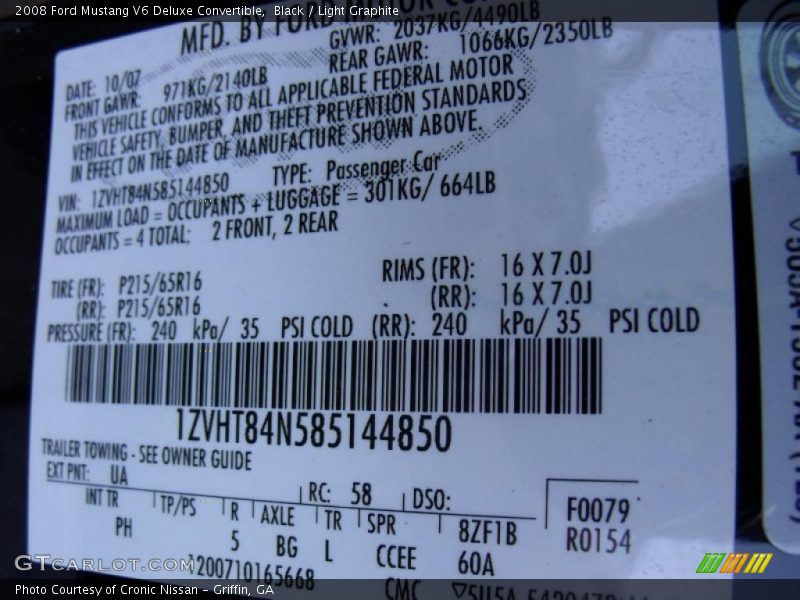 2008 Ford Mustang V6 Deluxe Convertible, Black / Light Graphite
MFD. BY FORD MOTOR
GVWR: 2037KG/4490LB
DATE: 10/07
REAR GAWR: 1066KG/2350LB
FRONT GAWR: 971KG/2140LB
THIS VEHICLE CONFORMS TO ALL APPLICABLE FEDERAL MOTOR
VEHICLE SAFETY, BUMPER, AND THEFT PREVENTION STANDARDS
IN EFFECT ON THE DATE OF MANUFACTURE SHOWN ABOVE.
VIN: 1ZVHT84N585144850 TYPE: Passenger Car
MAXIMUM LOAD = OCCUPANTS + LUGGAGE = 301KG/ 664LB
OCCUPANTS = 4 TOTAL: 2 FRONT, 2 REAR
TIRE (FR): P215/65R16 RIMS (FR): 16 X 7.0J
(RR): P215/65R16 (RR): 16 X 7.0J
PRESSURE (FR): 240 kPa/ 35 PSI COLD (RR): 240 kPa/ 35 PSI COLD
1ZVHT84N585144850
TRAILER TOWING - SEE OWNER GUIDE
EXT PNT: UA RC: 58 DSO:
INT TR TP/PS R AXLE TR SPR 8ZF1B F0079
PH 5 BG L CCEE 60A R0154
200710165668 CMC
GTCARLOT.COM
Photo Courtesy of Cronic Nissan – Griffin, GA